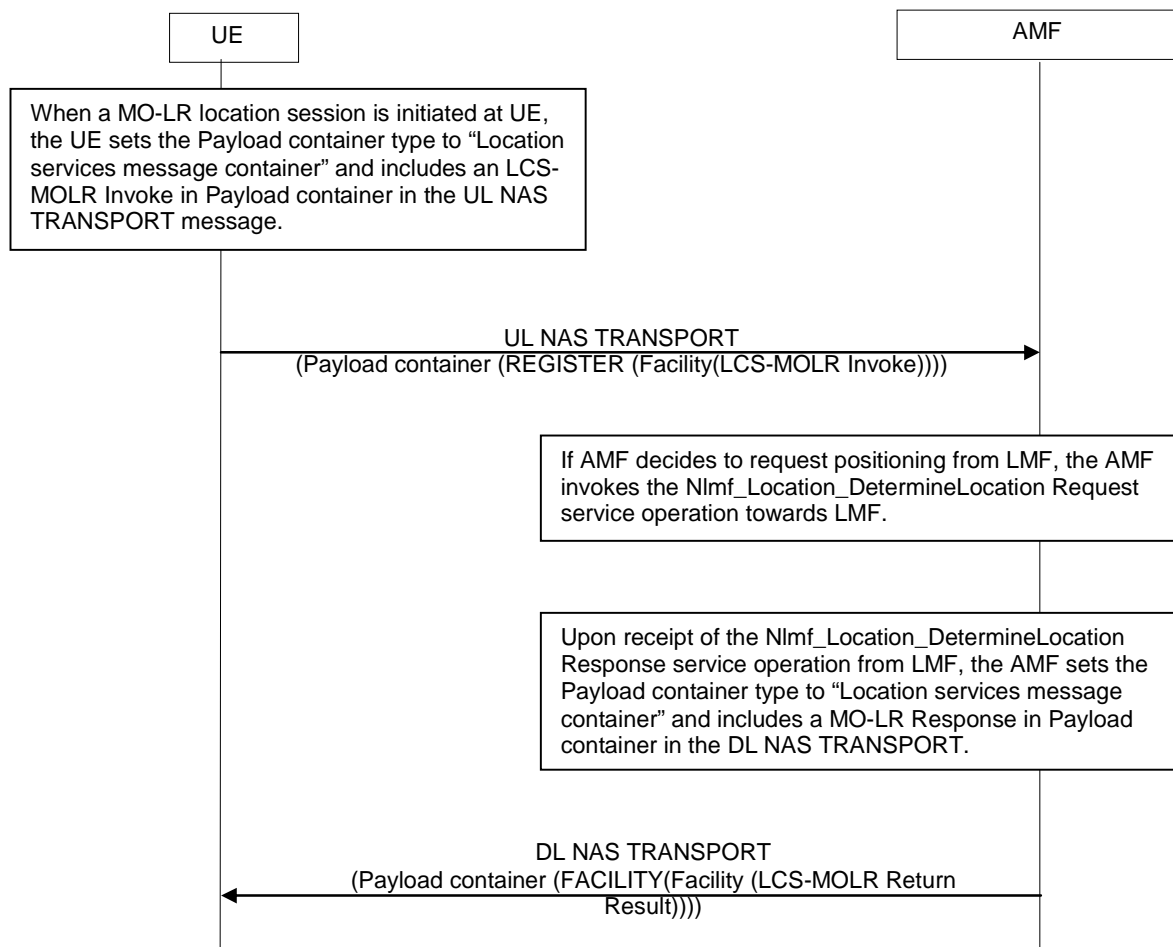 UE
AMF
When a MO-LR location session is initiated at UE,
the UE sets the Payload container type to “Location
services message container” and includes an LCS-
MOLR Invoke in Payload container in the UL NAS
TRANSPORT message.
UL NAS TRANSPORT
(Payload container (REGISTER (Facility(LCS-MOLR Invoke))))
If AMF decides to request positioning from LMF, the AMF
invokes the Nlmf_Location_DetermineLocation Request
service operation towards LMF.
Upon receipt of the Nlmf_Location_DetermineLocation
Response service operation from LMF, the AMF sets the
Payload container type to “Location services message
container” and includes a MO-LR Response in Payload
container in the DL NAS TRANSPORT.
DL NAS TRANSPORT
(Payload container (FACILITY(Facility (LCS-MOLR Return
Result))))